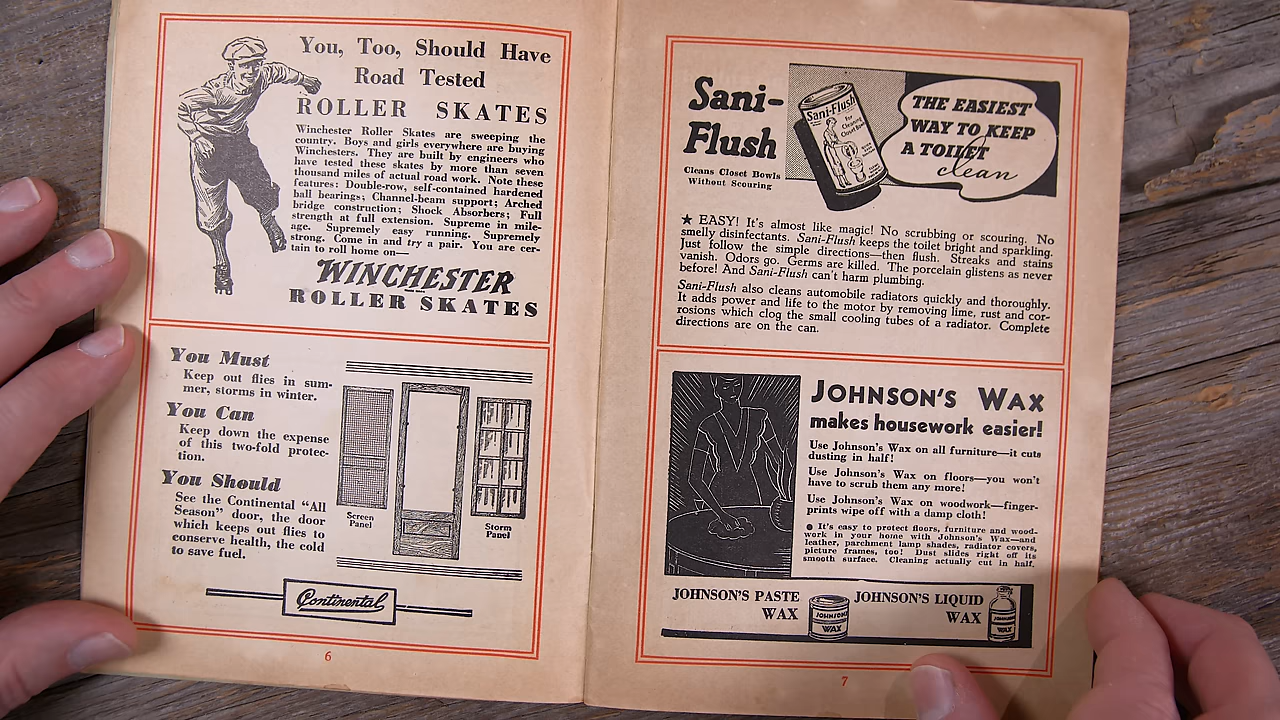 You, Too, Should Have
Road Tested
ROLLER SKATES
Winchester Roller Skates are sweeping the
country. Boys and girls everywhere are buying
Winchesters. They are built by engineers who
have tested these skates by more than seven
thousand miles of actual road work. Note these
features: Double-row, self-contained hardened
ball bearings; Channel-beam support; Arched
bridge construction; Shock Absorbers; Full
strength at full extension. Supreme in mile-
age. Supremely easy running. Supremely
strong. Come in and try a pair. You are cer-
tain to roll home on—
WINCHESTER
ROLLER SKATES
You Must
Keep out flies in sum-
mer, storms in winter.
You Can
Keep down the expense
of this two-fold protec-
tion.
You Should
See the Continental "All
Season" door, the door
which keeps out flies to
conserve health, the cold
to save fuel.
Screen
Panel
Storm
Panel
Continental
6
Sani-
Flush
Cleans Closet Bowls
Without Scouring
Sani-Flush
For
Cleaning
Closet Bowls
THE EASIEST
WAY TO KEEP
A TOILET
clean
★ EASY! It's almost like magic! No scrubbing or scouring. No
smelly disinfectants. Sani-Flush keeps the toilet bright and sparkling.
Just follow the simple directions—then flush. Streaks and stains
vanish. Odors go. Germs are killed. The porcelain glistens as never
before! And Sani-Flush can't harm plumbing.
Sani-Flush also cleans automobile radiators quickly and thoroughly.
It adds power and life to the motor by removing lime, rust and cor-
rosions which clog the small cooling tubes of a radiator. Complete
directions are on the can.
JOHNSON'S WAX
makes housework easier!
Use Johnson's Wax on all furniture—it cuts
dusting in half!
Use Johnson's Wax on floors—you won't
have to scrub them any more!
Use Johnson's Wax on woodwork—finger-
prints wipe off with a damp cloth!
● It's easy to protect floors, furniture and wood-
work in your home with Johnson's Wax—and
leather, parchment lamp shades, radiator covers,
picture frames, too! Dust slides right off its
smooth surface. Cleaning actually cut in half.
JOHNSON'S PASTE
WAX
JOHNSON'S
WAX
JOHNSON'S LIQUID
WAX
JOHNSON'S
WAX
7